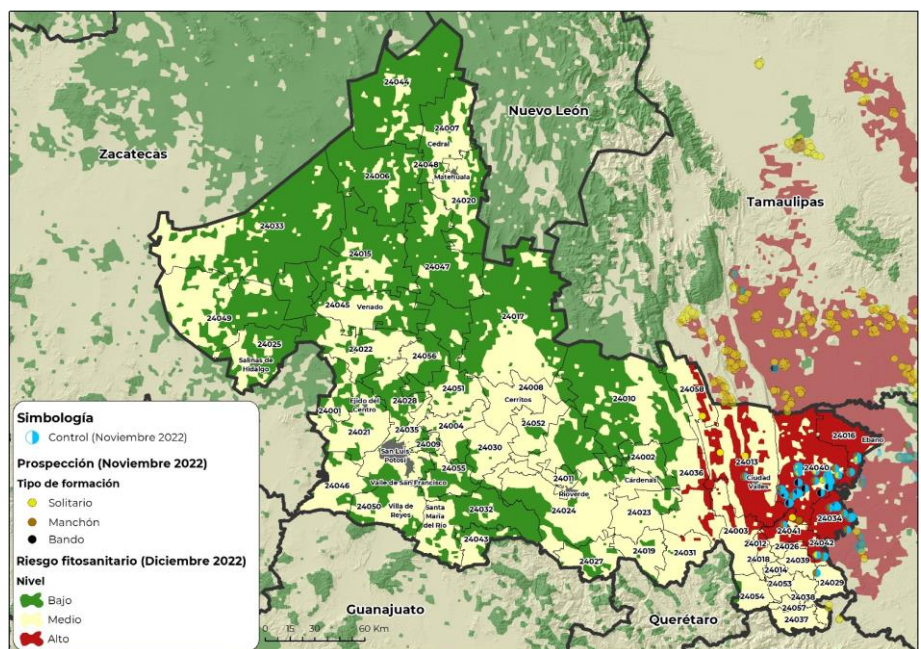 24044
Nuevo León
24007
Cedral
Zacatecas
24048
Matehuala
24006
24020
Tamaulipas
24033
24015
24047
24045
Venado
24049
24017
24025
24022
Salinas de
Hidalgo
24056
24058
24051
24008
24001
Ejido del
Centro
24028
Cerritos
24010
24021
24035
24004
24052
24016
Ebano
24009
24030
San Luis
Potosí
24002
24013
24040
24055
24036
Ciudad
Valles
Valle de San Francisco
24011
Cárdenas
24046
Rioverde
24050
Villa de
Reyes
Santa
María
del Río
24032
24024
24023
24034
24003
24041
24043
24012
24026
24042
24019
24031
24018
24039
24027
24014
24053
24029
24054
24038
24057
24037
Guanajuato
Querétaro
0 15 30 60 Km
Simbología
Control (Noviembre 2022)
Prospección (Noviembre 2022)
Tipo de formación
Solitario
Manchón
Bando
Riesgo fitosanitario (Diciembre 2022)
Nivel
Bajo
Medio
Alto